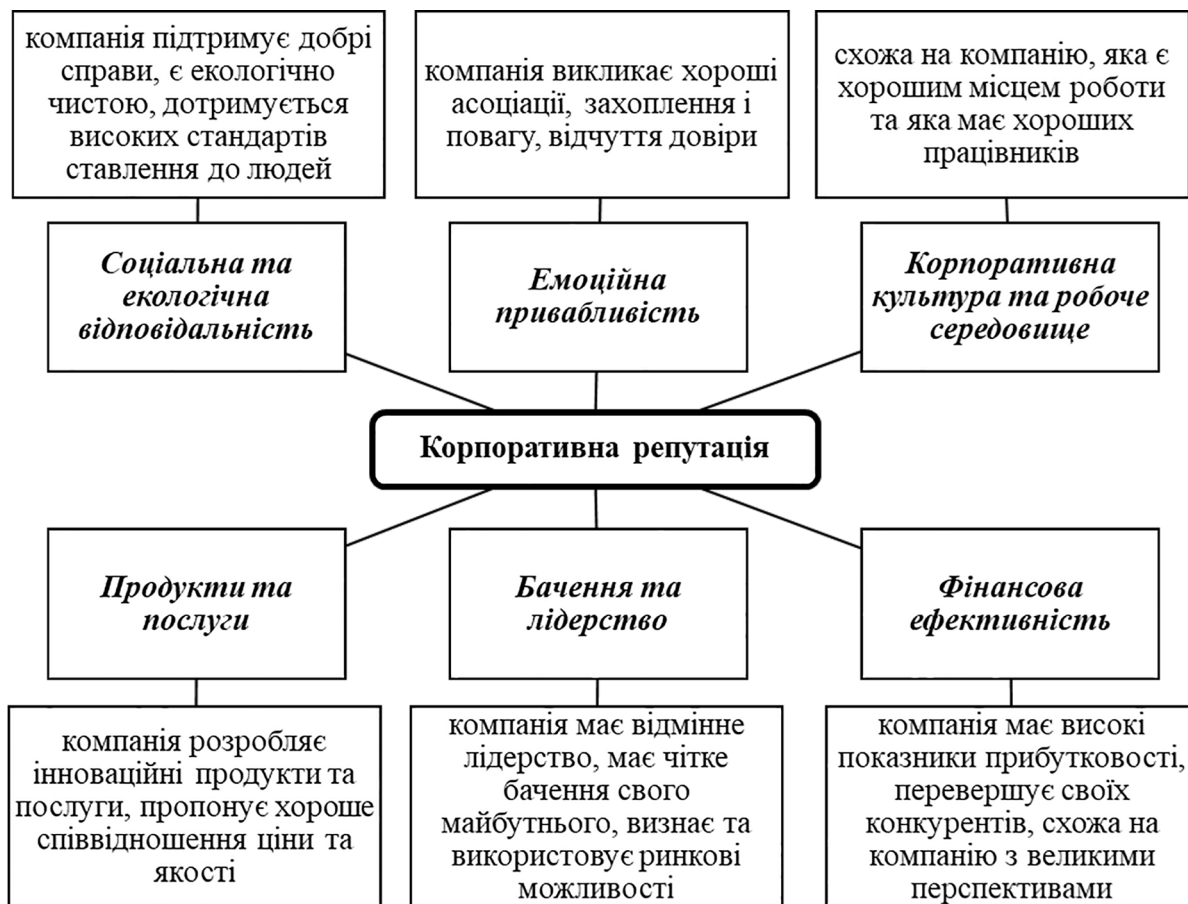 компанія підтримує добрі
справи, є екологічно
чистою, дотримується
високих стандартів
ставлення до людей
компанія викликає хороші
асоціації, захоплення і
повагу, відчуття довіри
схожа на компанію, яка є
хорошим місцем роботи
та яка має хороших
працівників
Соціальна та
екологічна
відповідальність
Емоційна
привабливість
Корпоративна
культура та робоче
середовище
Корпоративна репутація
Продукти та
послуги
Бачення та
лідерство
Фінансова
ефективність
компанія розробляє
інноваційні продукти та
послуги, пропонує хороше
співвідношення ціни та
якості
компанія має відмінне
лідерство, має чітке
бачення свого
майбутнього, визнає та
використовує ринкові
можливості
компанія має високі
показники прибутковості,
перевершує своїх
конкурентів, схожа на
компанію з великими
перспективами